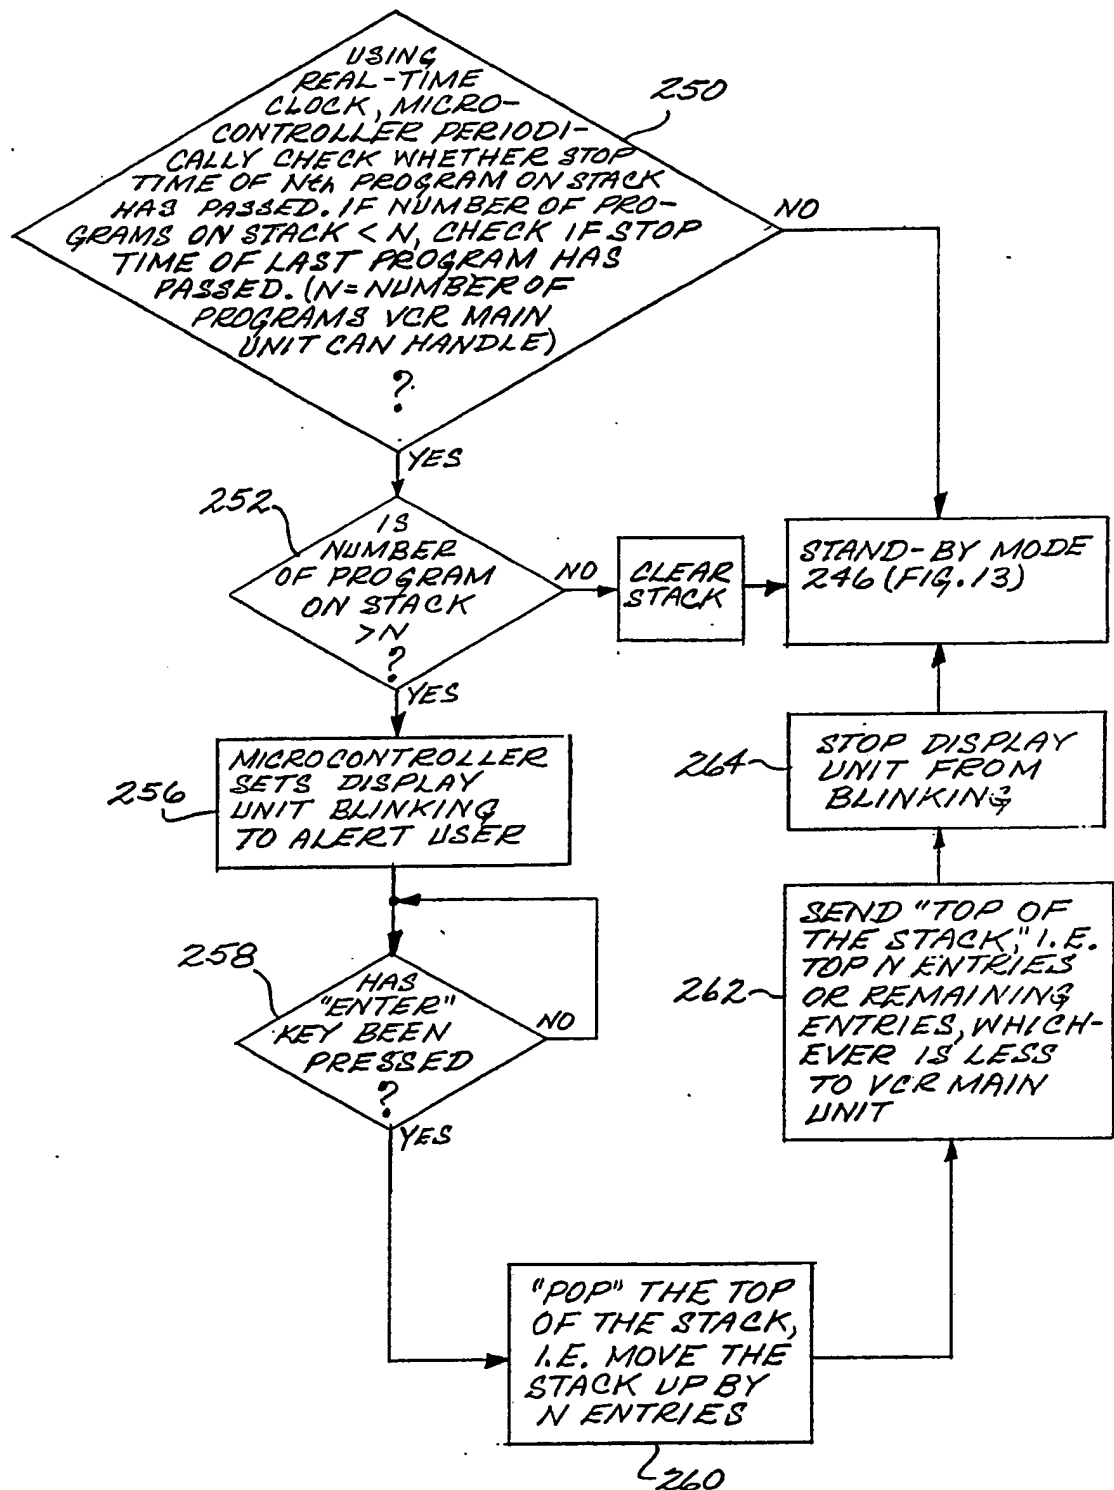 USING
REAL-TIME
CLOCK, MICRO-
CONTROLLER PERIODI-
CALLY CHECK WHETHER STOP
TIME OF Nth PROGRAM ON STACK
HAS PASSED. IF NUMBER OF PRO-
GRAMS ON STACK < N, CHECK IF STOP
TIME OF LAST PROGRAM HAS
PASSED. (N=NUMBER OF
PROGRAMS VCR MAIN
UNIT CAN HANDLE)
?
250
NO
YES
252
IS
NUMBER
OF PROGRAM
ON STACK
>N
?
NO
CLEAR
STACK
STAND-BY MODE
246 (FIG. 13)
YES
MICROCONTROLLER
SETS DISPLAY
UNIT BLINKING
TO ALERT USER
256
264
STOP DISPLAY
UNIT FROM
BLINKING
258
HAS
"ENTER"
KEY BEEN
PRESSED
?
NO
YES
262
SEND "TOP OF
THE STACK," I.E.
TOP N ENTRIES
OR REMAINING
ENTRIES, WHICH-
EVER IS LESS
TO VCR MAIN
UNIT
"POP" THE TOP
OF THE STACK,
I.E. MOVE THE
STACK UP BY
N ENTRIES
260